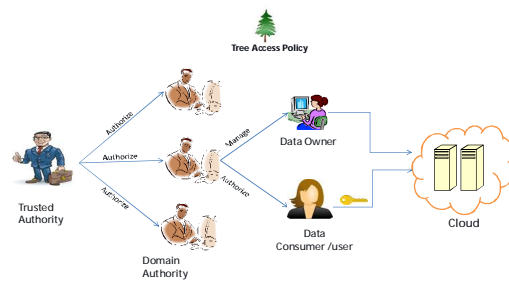 Tree Access Policy
Authorize
Authorize
Authorize
Manage
Authorize
Data Owner
Trusted
Authority
Domain
Authority
Data
Consumer /user
Cloud